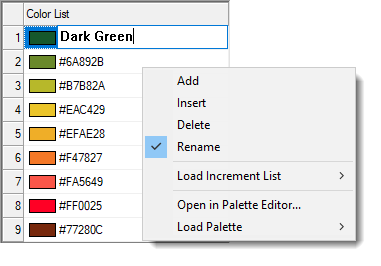 Color List
1 Dark Green
2 #6A892B
3 #B7B82A
4 #EAC429
5 #EFAE28
6 #F47827
7 #FA5649
8 #FF0025
9 #77280C
Add
Insert
Delete
Rename
Load Increment List
Open in Palette Editor...
Load Palette